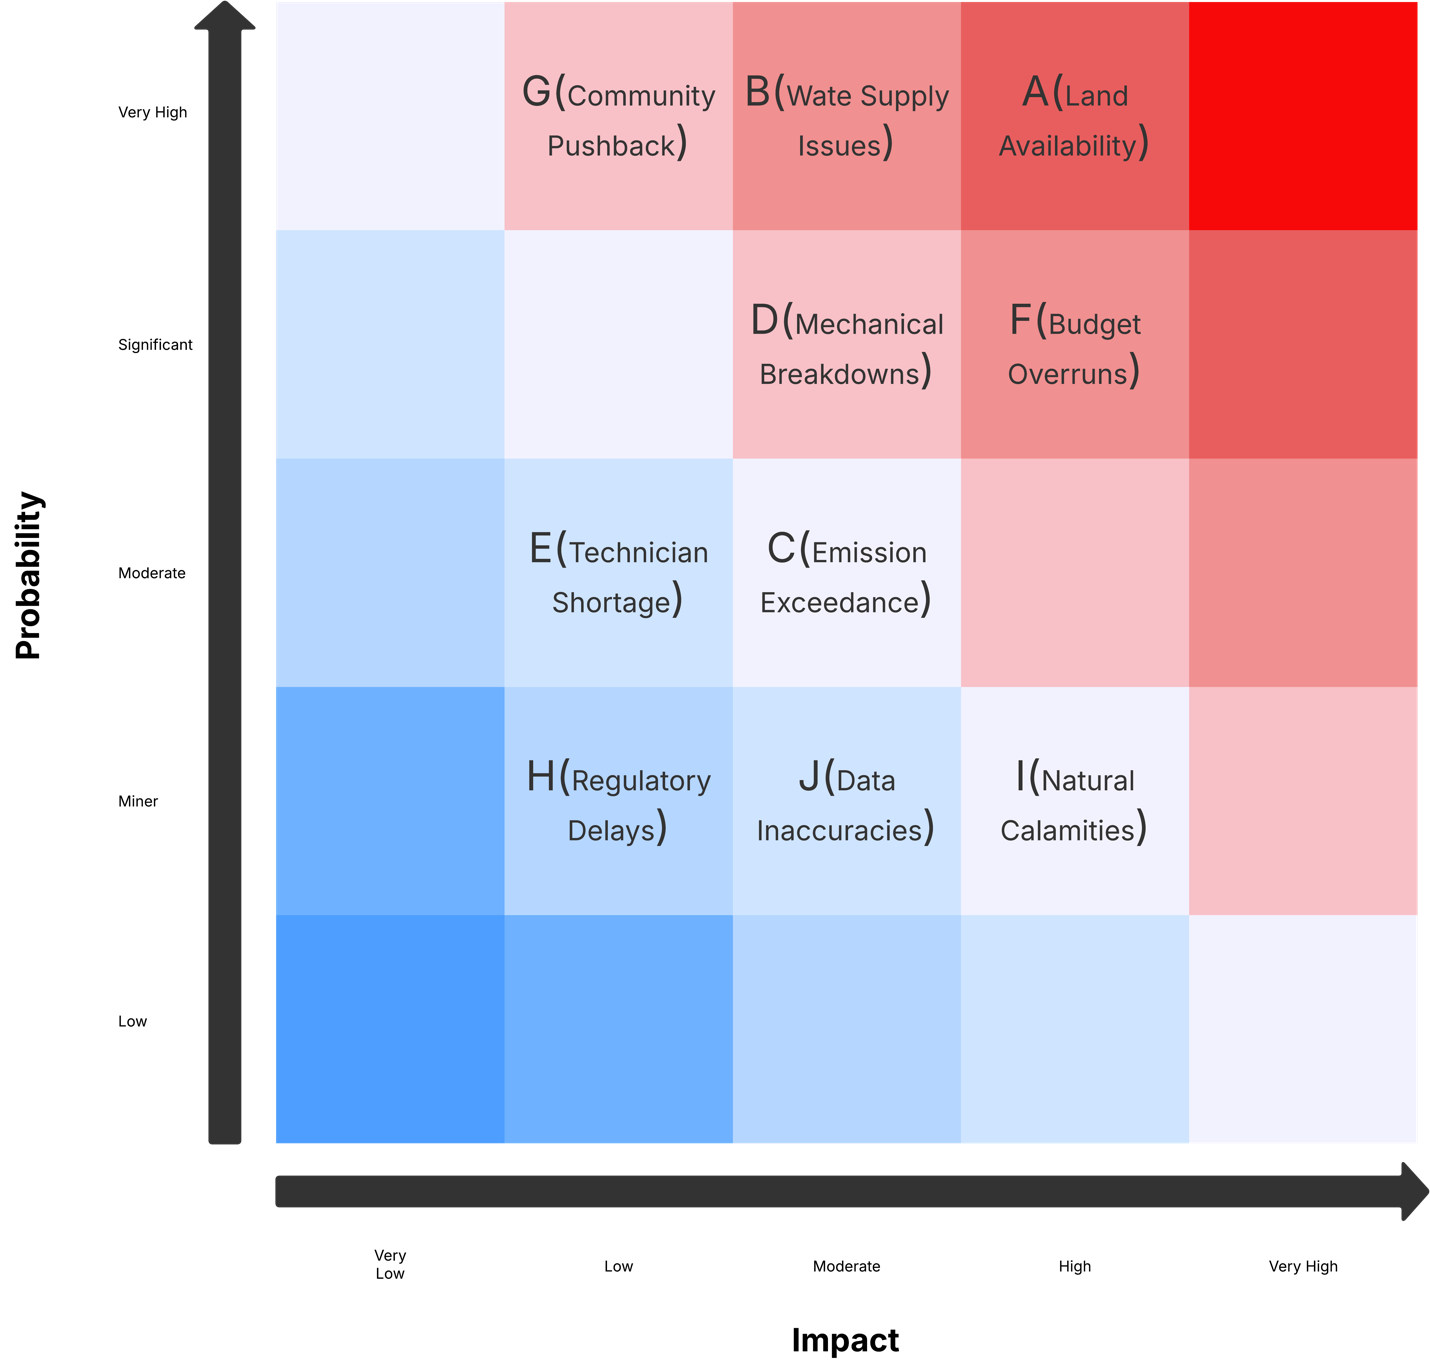 Very High
G(Community
Pushback)
B(Wate Supply
Issues)
A(Land
Availability)
Significant
D(Mechanical
Breakdowns)
F(Budget
Overruns)
Probability
Moderate
E(Technician
Shortage)
C(Emission
Exceedance)
Miner
H(Regulatory
Delays)
J(Data
Inaccuracies)
I(Natural
Calamities)
Low
Very
Low
Low
Moderate
High
Very High
Impact